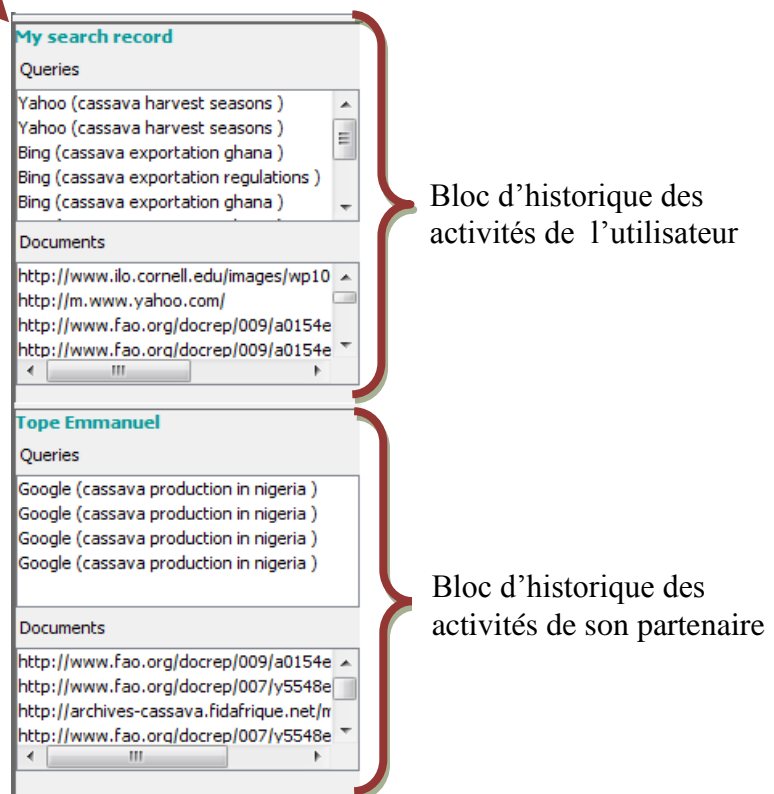 My search record
Queries
Yahoo (cassava harvest seasons )
Yahoo (cassava harvest seasons )
Bing (cassava exportation ghana )
Bing (cassava exportation regulations )
Bing (cassava exportation ghana )
Documents
http://www.ilo.cornell.edu/images/wp10
http://m.www.yahoo.com/
http://www.fao.org/docrep/009/a0154e
http://www.fao.org/docrep/009/a0154e
Bloc d’historique des
activités de l’utilisateur
Tope Emmanuel
Queries
Google (cassava production in nigeria )
Google (cassava production in nigeria )
Google (cassava production in nigeria )
Google (cassava production in nigeria )
Documents
http://www.fao.org/docrep/009/a0154e
http://www.fao.org/docrep/007/y5548e
http://archives-cassava.fidafrique.net/m
http://www.fao.org/docrep/007/y5548e
Bloc d’historique des
activités de son partenaire